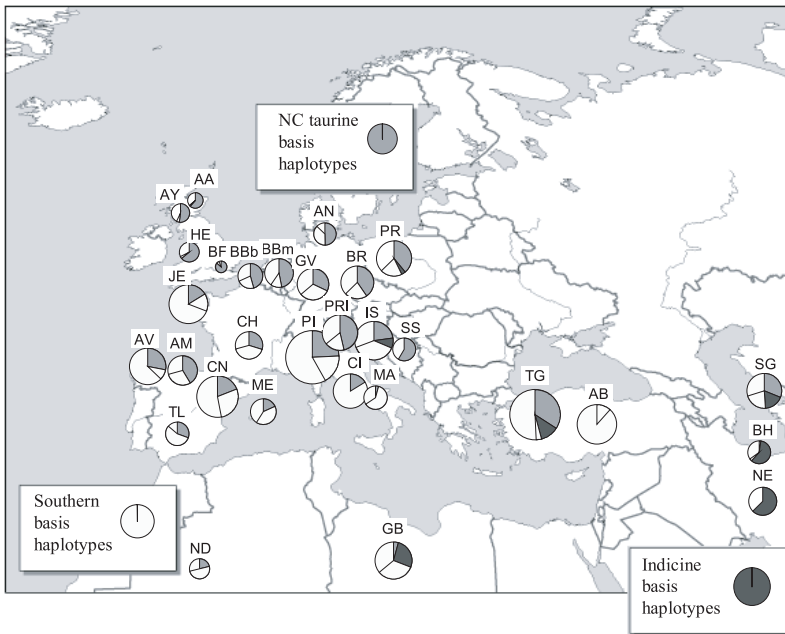 NC taurine
basis
haplotypes
AA
AY
AN
HE
PR
BF
BBb
BBm
GV
BR
JE
PRI
IS
PI
SS
CH
AV
AM
CN
CI
MA
ME
TG
AB
SG
TL
BH
NE
Southern
basis
haplotypes
GB
ND
Indicine
basis
haplotypes